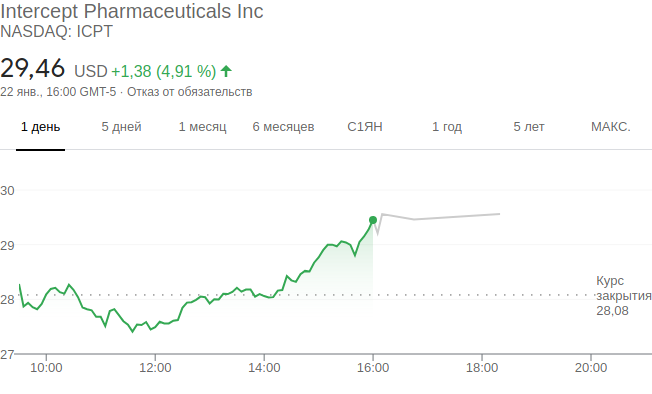 Intercept Pharmaceuticals Inc
NASDAQ: ICPT
29,46 USD +1,38 (4,91 %)
22 янв., 16:00 GMT-5 · Отказ от обязательств
1 день 5 дней 1 месяц 6 месяцев С1ЯН 1 год 5 лет МАКС.
30
29
28
27
Курс
закрытия
28,08
10:00 12:00 14:00 16:00 18:00 20:00